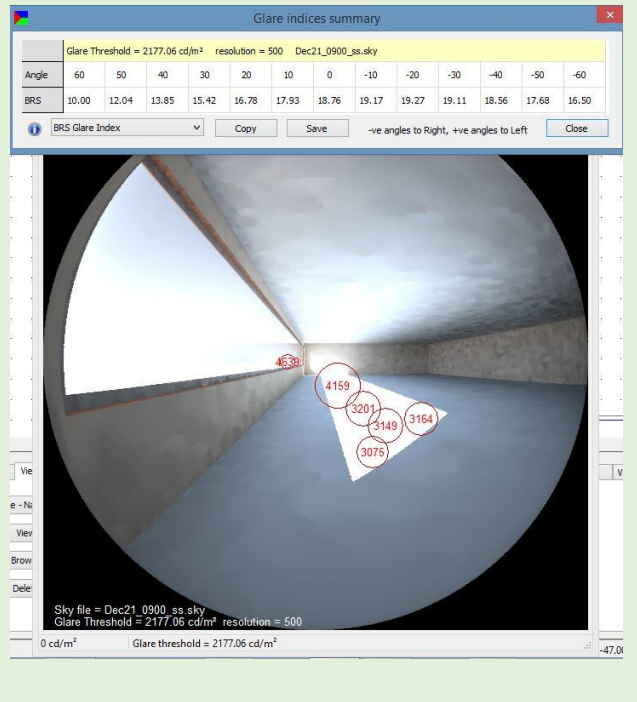 Glare indices summary
Glare Threshold = 2177.06 cd/m² resolution = 500 Dec21_0900_ss.sky
Angle 60 50 40 30 20 10 0 -10 -20 -30 -40 -50 -60
BRS 10.00 12.04 13.85 15.42 16.78 17.93 18.76 19.17 19.27 19.11 18.56 17.68 16.50
BRS Glare Index Copy Save -ve angles to Right, +ve angles to Left Close
4639
4159
3201
3164
3149
3075
Vie
e - Na
View
Brow
Delet
Sky file = Dec21_0900_ss.sky
Glare Threshold = 2177.06 cd/m² resolution = 500
0 cd/m² Glare threshold = 2177.06 cd/m²
-47.00